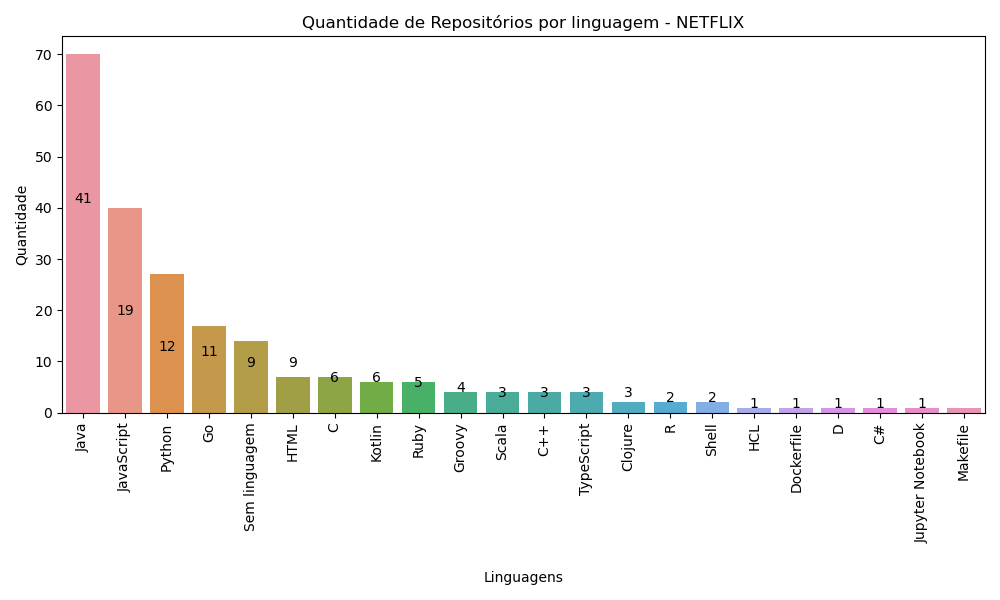 Quantidade de Repositórios por linguagem - NETFLIX
Quantidade
70
60
50
40
30
20
10
0
41
19
12
11
9
9
6
6
5
4
3
3
3
3
2
2
1
1
1
1
1
Java
JavaScript
Python
Go
Sem linguagem
HTML
C
Kotlin
Ruby
Groovy
Scala
C++
TypeScript
Clojure
R
Shell
HCL
Dockerfile
D
C#
Jupyter Notebook
Makefile
Linguagens